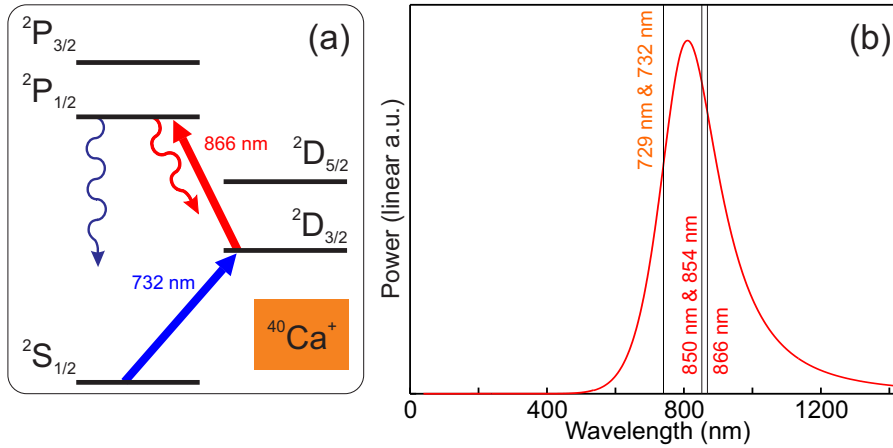 (a)
²P₃/₂
²P₁/₂
866 nm
²D₅/₂
²D₃/₂
732 nm
⁴⁰Ca⁺
²S₁/₂
(b)
Power (linear a.u.)
729 nm & 732 nm
850 nm & 854 nm
866 nm
0 400 800 1200
Wavelength (nm)